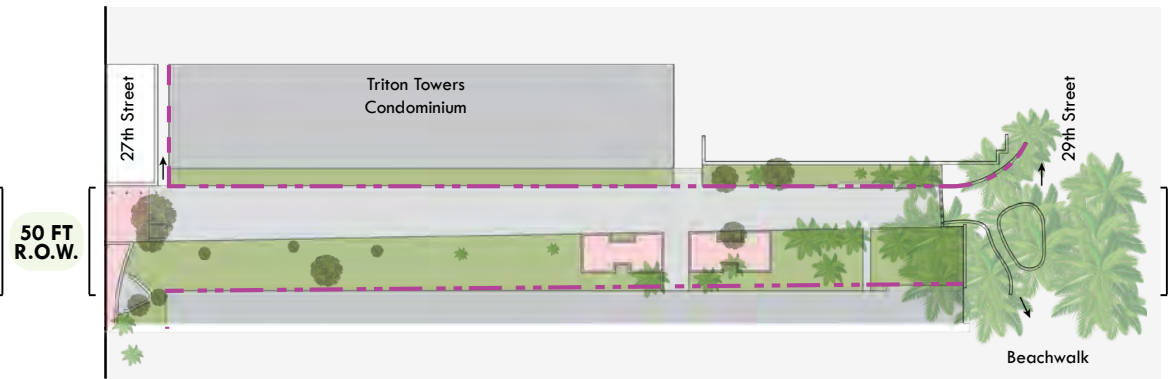 27th Street
Triton Towers
Condominium
29th Street
50 FT
R.O.W.
Beachwalk